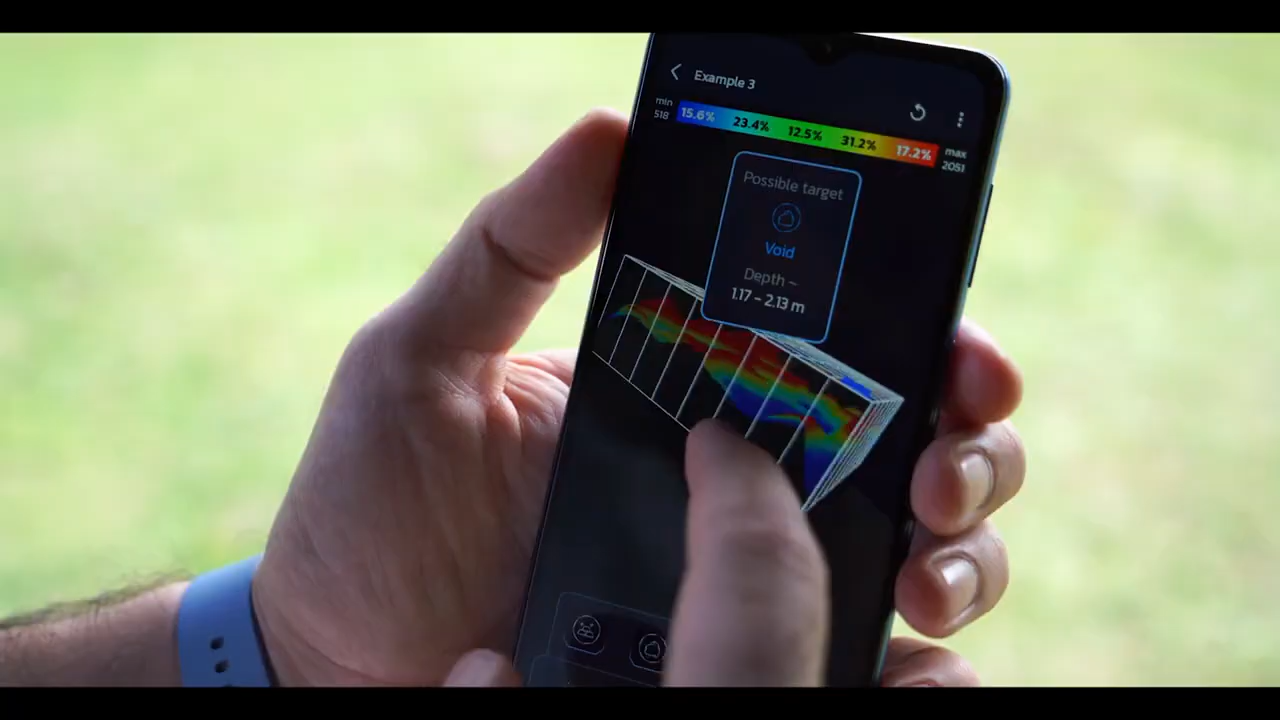 Example 3
min
518
15.6% 23.4% 12.5% 31.2% 17.2%
max
2051
Possible target
Void
Depth ~
1.17 - 2.13 m